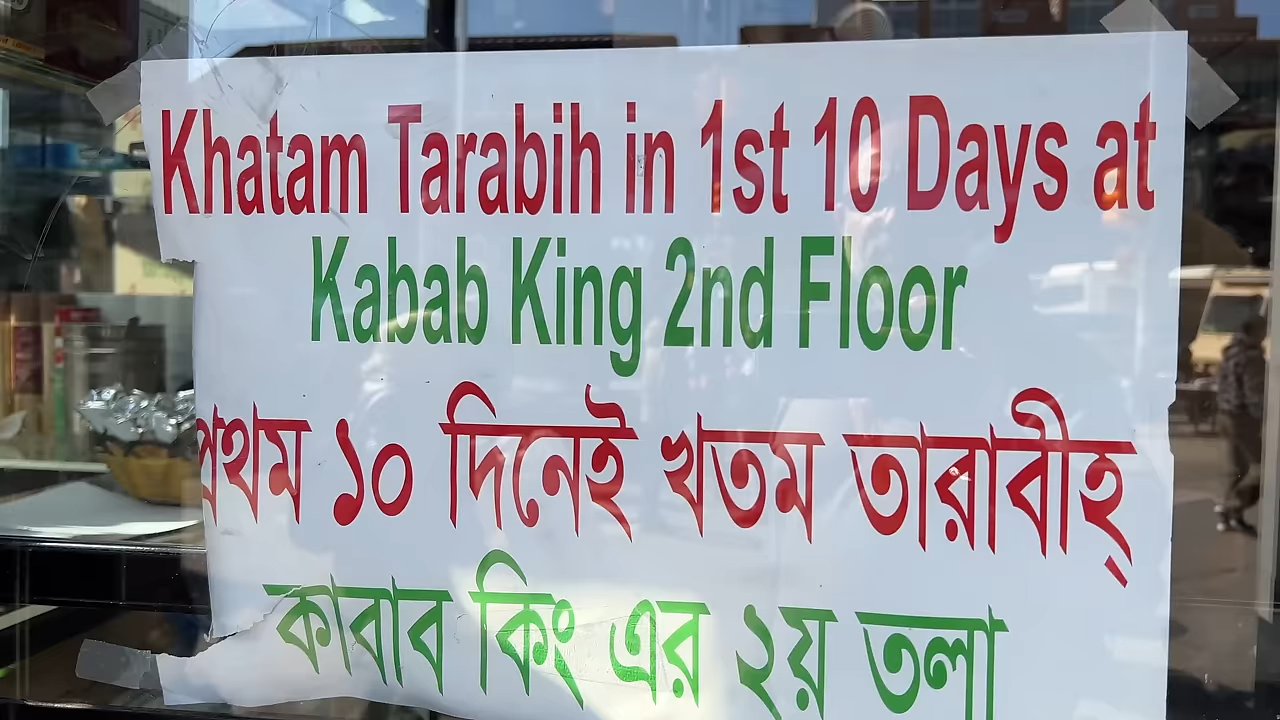 Khatam Tarabih in 1st 10 Days at
Kabab King 2nd Floor
প্রথম ১০ দিনেই খতম তারাবীহ্
কাবাব কিং এর ২য় তলা